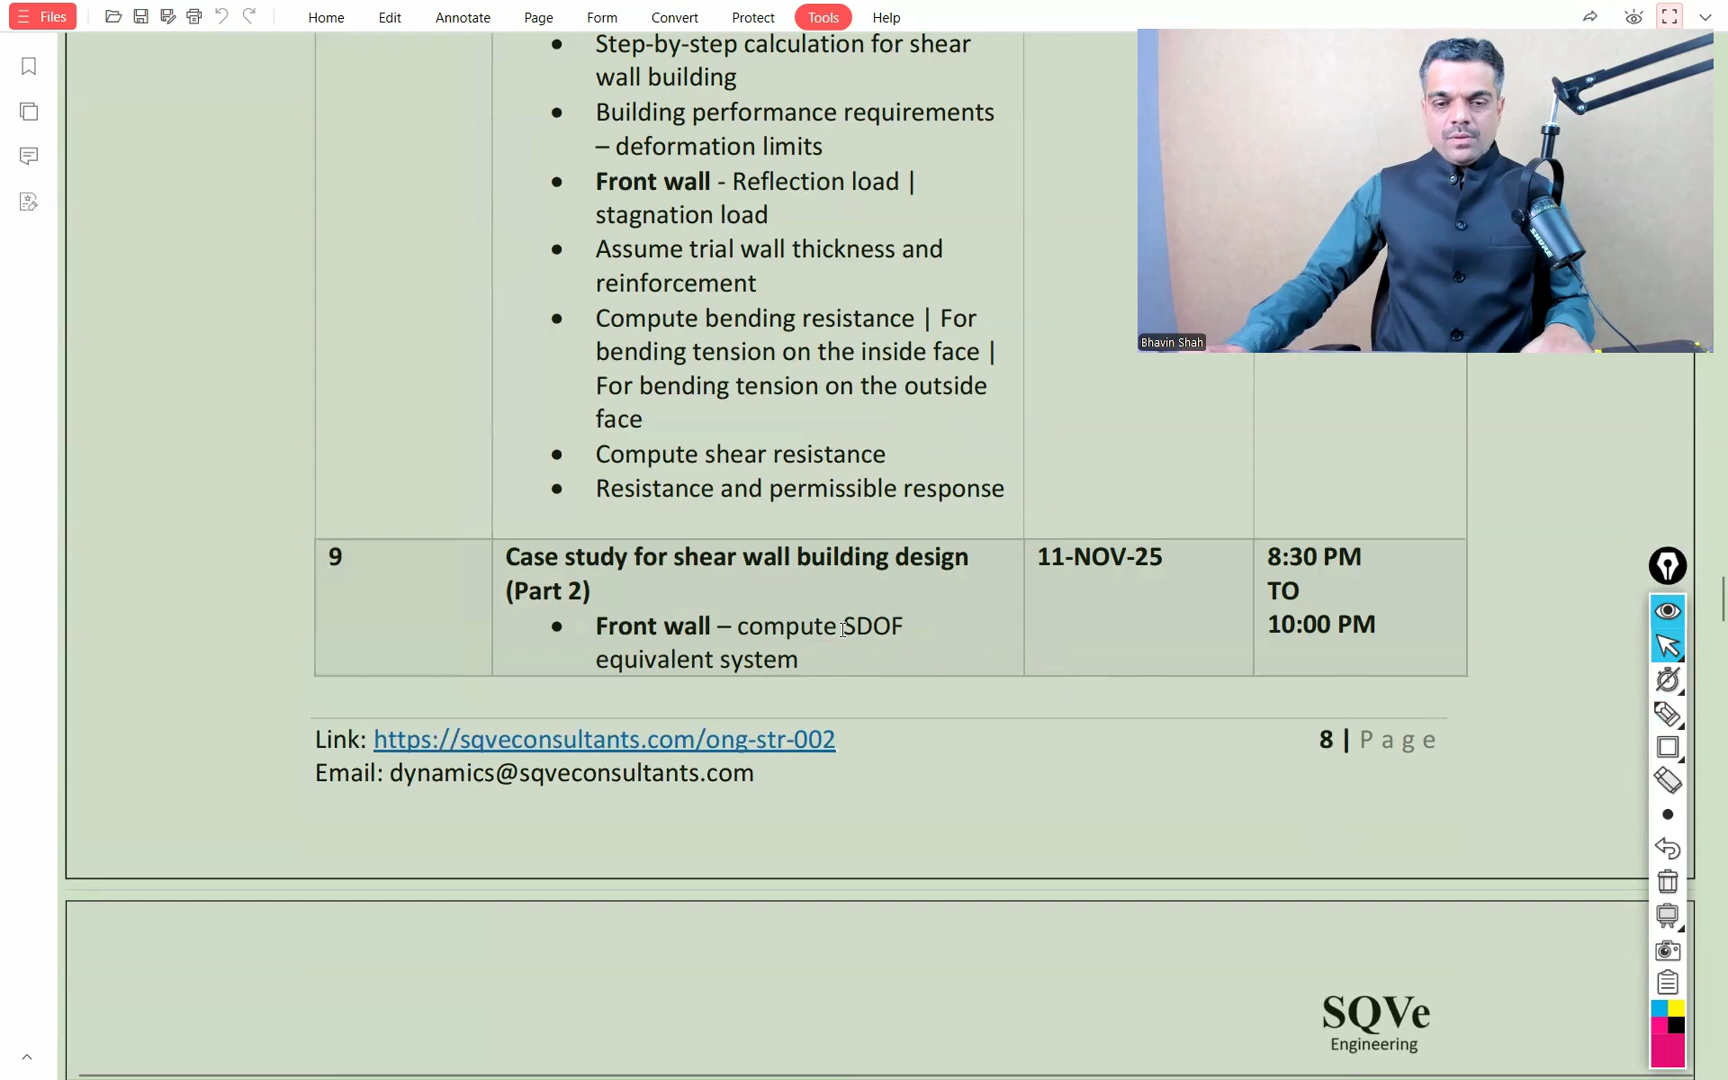 Files
Home Edit Annotate Page Form Convert Protect Tools Help
• Step-by-step calculation for shear
wall building
• Building performance requirements
– deformation limits
• Front wall - Reflection load |
stagnation load
• Assume trial wall thickness and
reinforcement
• Compute bending resistance | For
bending tension on the inside face |
For bending tension on the outside
face
• Compute shear resistance
• Resistance and permissible response
Bhavin Shah
SHURE
9
Case study for shear wall building design
(Part 2)
• Front wall – compute SDOF
equivalent system
11-NOV-25
8:30 PM
TO
10:00 PM
Link: https://sqveconsultants.com/ong-str-002
8 | Page
Email: dynamics@sqveconsultants.com
SQVe
Engineering